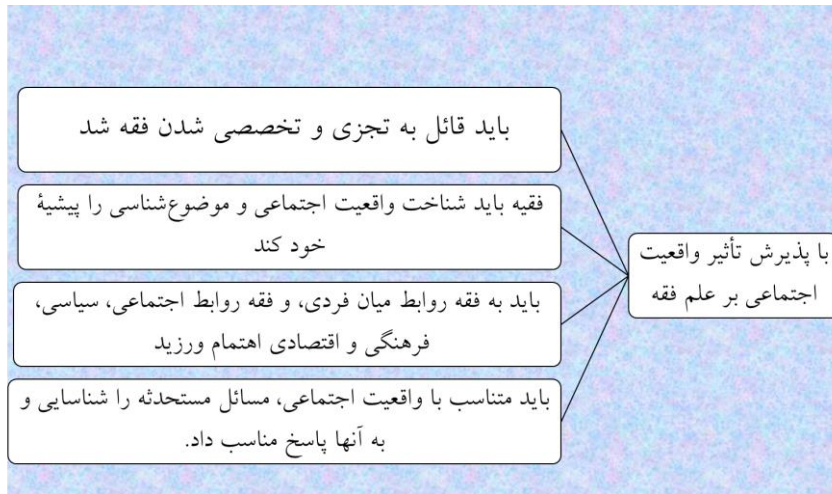 با پذیرش تأثیر واقعیت
اجتماعی بر علم فقه
باید قائل به تجزی و تخصصی شدن فقه شد
فقیه باید شناخت واقعیت اجتماعی و موضوع‌شناسی را پیشیۀ
خود کند
باید به فقه روابط میان فردی، و فقه روابط اجتماعی، سیاسی،
فرهنگی و اقتصادی اهتمام ورزید
باید متناسب با واقعیت اجتماعی، مسائل مستحدثه را شناسایی و
به آنها پاسخ مناسب داد.